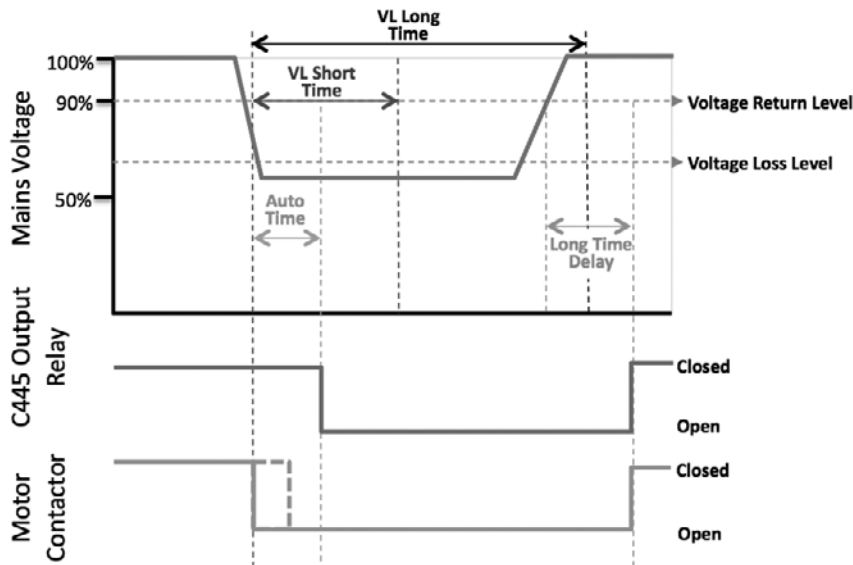 VL Long
Time
100%
VL Short
Time
90%
Voltage Return Level
Mains Voltage
Voltage Loss Level
50%
Auto
Time
Long Time
Delay
C445 Output
Relay
Closed
Open
Motor
Contactor
Closed
Open